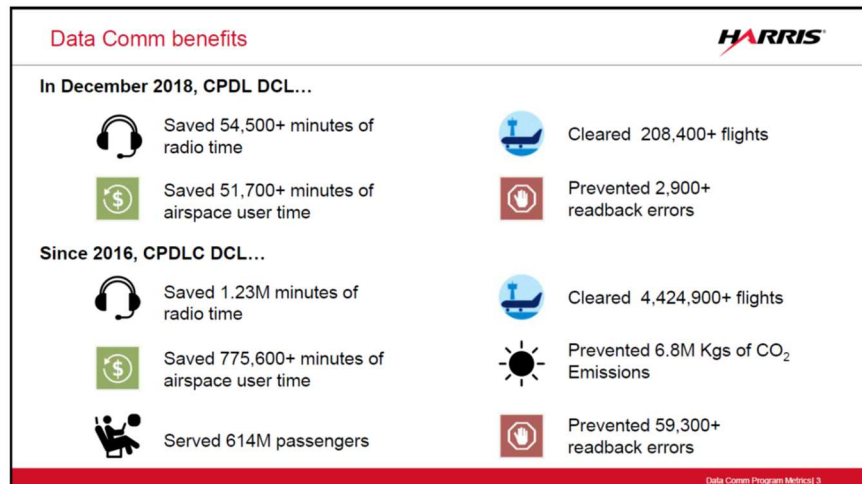 Data Comm benefits
HARRIS®
In December 2018, CPDL DCL...
Saved 54,500+ minutes of
radio time
Cleared 208,400+ flights
$
Saved 51,700+ minutes of
airspace user time
Prevented 2,900+
readback errors
Since 2016, CPDLC DCL...
Saved 1.23M minutes of
radio time
Cleared 4,424,900+ flights
$
Saved 775,600+ minutes of
airspace user time
Prevented 6.8M Kgs of CO₂
Emissions
Served 614M passengers
Prevented 59,300+
readback errors
Data Comm Program Metrics| 3